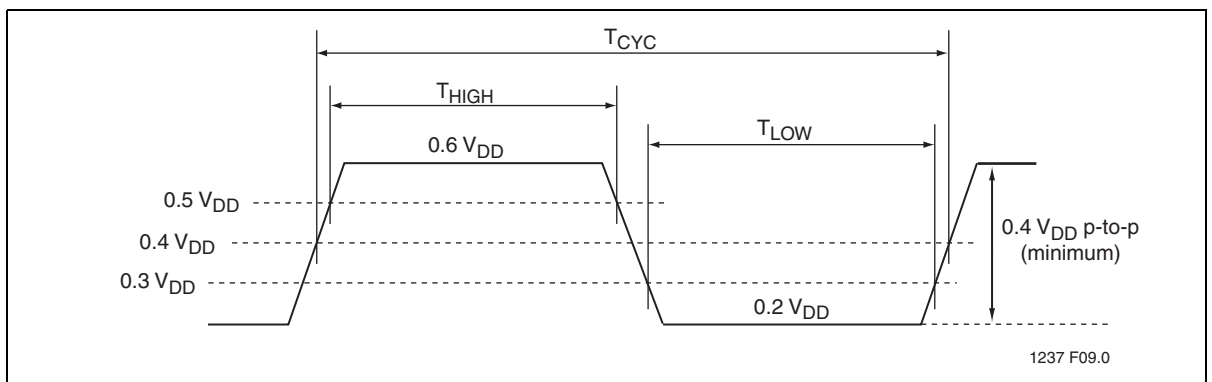 TCYC
THIGH
TLOW
0.6 VDD
0.5 VDD
0.4 VDD
0.4 VDD p-to-p
(minimum)
0.3 VDD
0.2 VDD
1237 F09.0